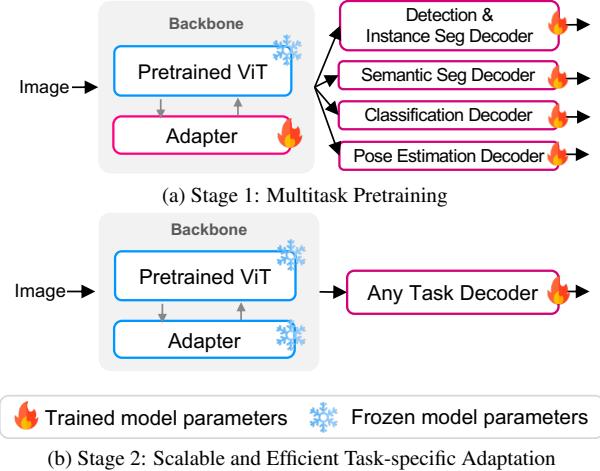 Backbone
Pretrained ViT
Adapter
Image
Detection &
Instance Seg Decoder
Semantic Seg Decoder
Classification Decoder
Pose Estimation Decoder
(a) Stage 1: Multitask Pretraining
Backbone
Pretrained ViT
Adapter
Image
Any Task Decoder
Trained model parameters
Frozen model parameters
(b) Stage 2: Scalable and Efficient Task-specific Adaptation